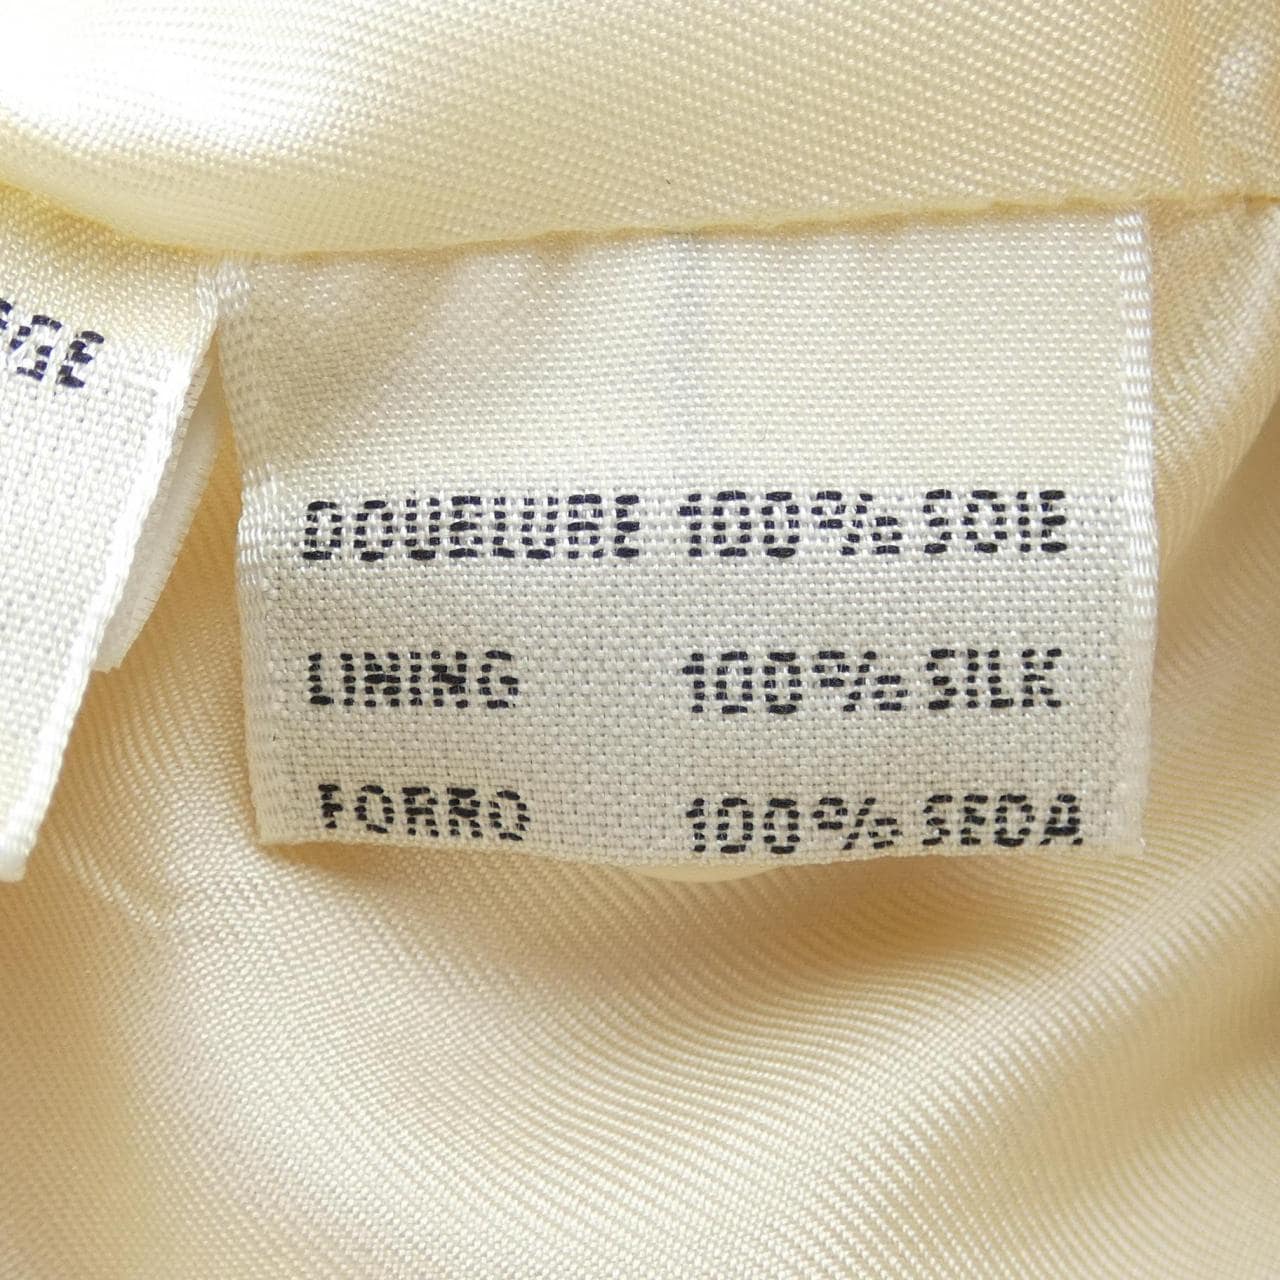 DOUBLURE 100% SOIE
LINING 100% SILK
FORRO 100% SEDA